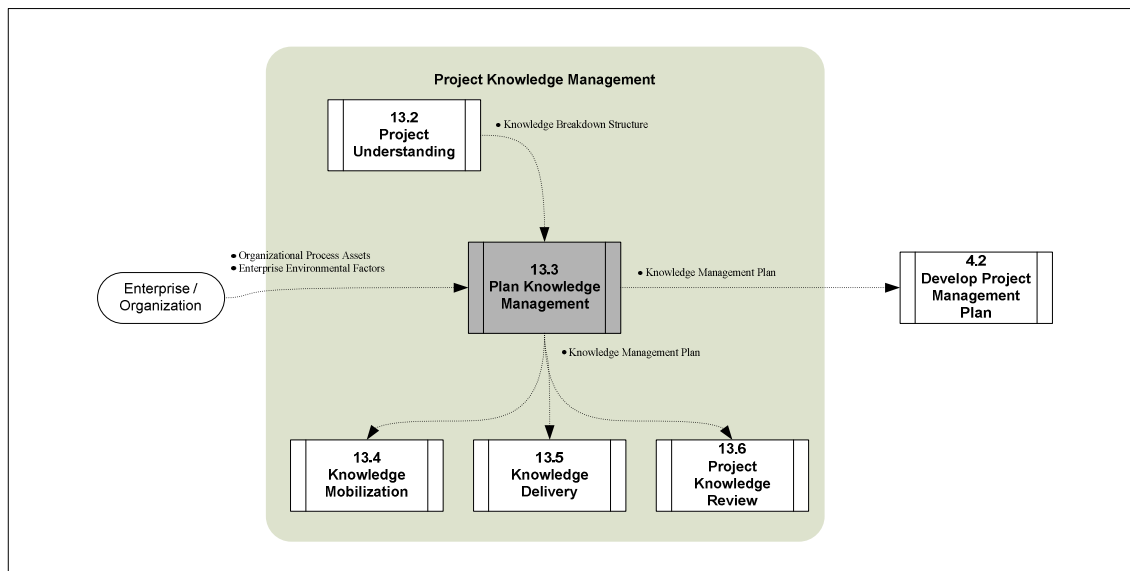 Project Knowledge Management
13.2
Project
Understanding
● Knowledge Breakdown Structure
● Organizational Process Assets
● Enterprise Environmental Factors
Enterprise /
Organization
13.3
Plan Knowledge
Management
● Knowledge Management Plan
4.2
Develop Project
Management
Plan
● Knowledge Management Plan
13.4
Knowledge
Mobilization
13.5
Knowledge
Delivery
13.6
Project
Knowledge
Review